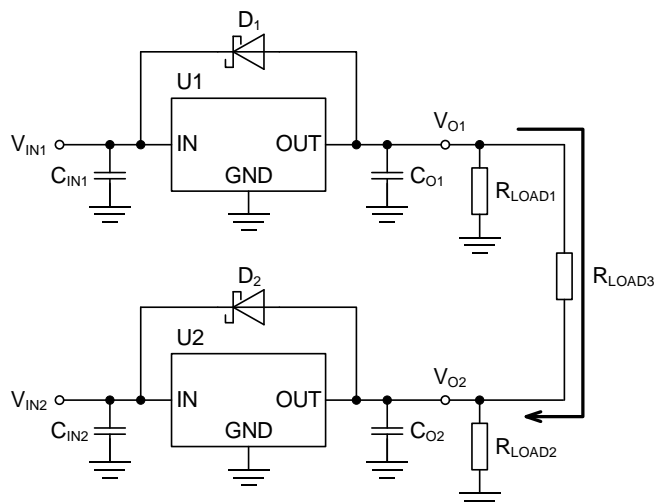 D1
U1
VIN1
IN
OUT
VO1
CIN1
GND
CO1
RLOAD1
RLOAD3
D2
U2
VIN2
IN
OUT
VO2
CIN2
GND
CO2
RLOAD2